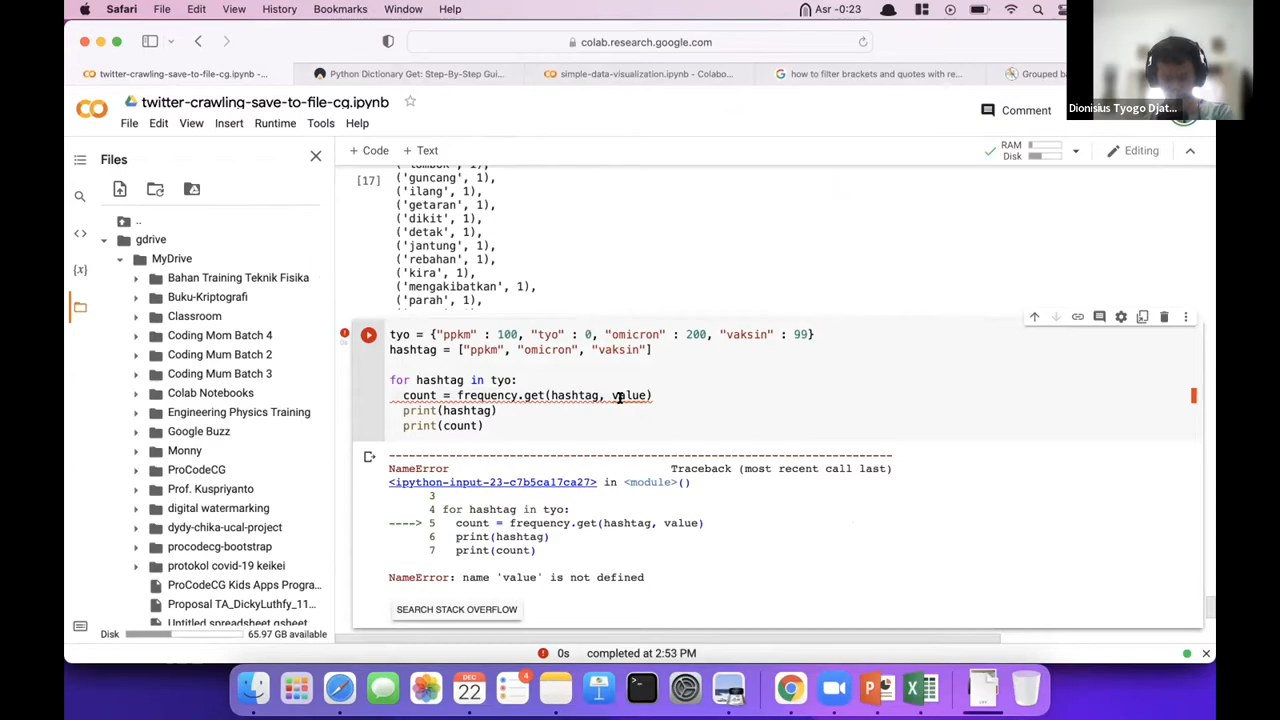 Safari File Edit View History Bookmarks Window Help Asr -0:23
colab.research.google.com
twitter-crawling-save-to-file-cg.ipynb -... Python Dictionary Get: Step-By-Step Gui... simple-data-visualization.ipynb - Colabo... how to filter brackets and quotes with re... Grouped ba
Dionisius Tyogo Djat...
CO twitter-crawling-save-to-file-cg.ipynb
File Edit View Insert Runtime Tools Help
Comment
Files
+ Code + Text
RAM
Disk
Editing
..
gdrive
MyDrive
Bahan Training Teknik Fisika
Buku-Kriptografi
Classroom
Coding Mom Batch 4
Coding Mum Batch 2
Coding Mum Batch 3
Colab Notebooks
Engineering Physics Training
Google Buzz
Monny
ProCodeCG
Prof. Kuspriyanto
digital watermarking
dydy-chika-ucal-project
procodecg-bootstrap
protokol covid-19 keikei
ProCodeCG Kids Apps Progra...
Proposal TA_DickyLuthfy_11...
Untitled spreadsheet.gsheet
Disk 65.97 GB available
[17]
('guncang', 1),
('ilang', 1),
('getaran', 1),
('dikit', 1),
('detak', 1),
('jantung', 1),
('rebahan', 1),
('kira', 1),
('mengakibatkan', 1),
('parah', 1),
tyo = {"ppkm" : 100, "tyo" : 0, "omicron" : 200, "vaksin" : 99}
hashtag = ["ppkm", "omicron", "vaksin"]
for hashtag in tyo:
count = frequency.get(hashtag, value)
print(hashtag)
print(count)
NameError Traceback (most recent call last)
<ipython-input-23-c7b5ca17ca27> in <module>()
3
4 for hashtag in tyo:
----> 5 count = frequency.get(hashtag, value)
6 print(hashtag)
7 print(count)
NameError: name 'value' is not defined
SEARCH STACK OVERFLOW
0s completed at 2:53 PM
DEC
22
4